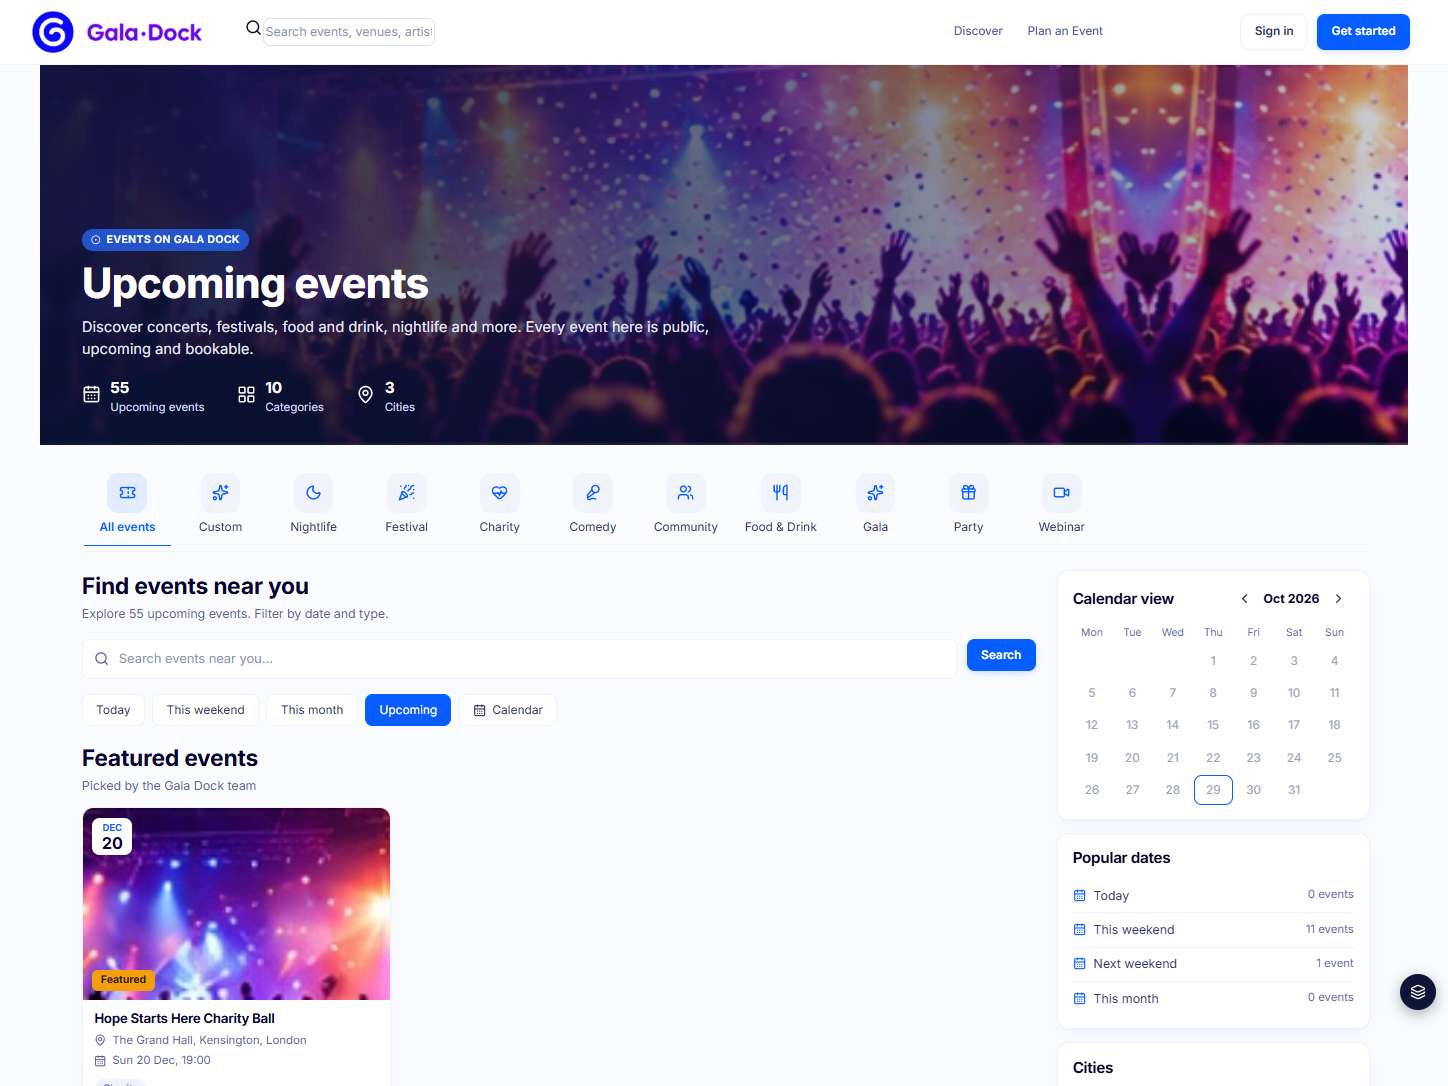 Gala·Dock
Search events, venues, artist
Discover
Plan an Event
Sign in
Get started
EVENTS ON GALA DOCK
Upcoming events
Discover concerts, festivals, food and drink, nightlife and more. Every event here is public,
upcoming and bookable.
55
Upcoming events
10
Categories
3
Cities
All events
Custom
Nightlife
Festival
Charity
Comedy
Community
Food & Drink
Gala
Party
Webinar
Find events near you
Explore 55 upcoming events. Filter by date and type.
Search events near you...
Search
Today
This weekend
This month
Upcoming
Calendar
Featured events
Picked by the Gala Dock team
DEC
20
Featured
Hope Starts Here Charity Ball
The Grand Hall, Kensington, London
Sun 20 Dec, 19:00
Calendar view
Oct 2026
Mon Tue Wed Thu Fri Sat Sun
1 2 3 4
5 6 7 8 9 10 11
12 13 14 15 16 17 18
19 20 21 22 23 24 25
26 27 28 29 30 31
Popular dates
Today 0 events
This weekend 11 events
Next weekend 1 event
This month 0 events
Cities